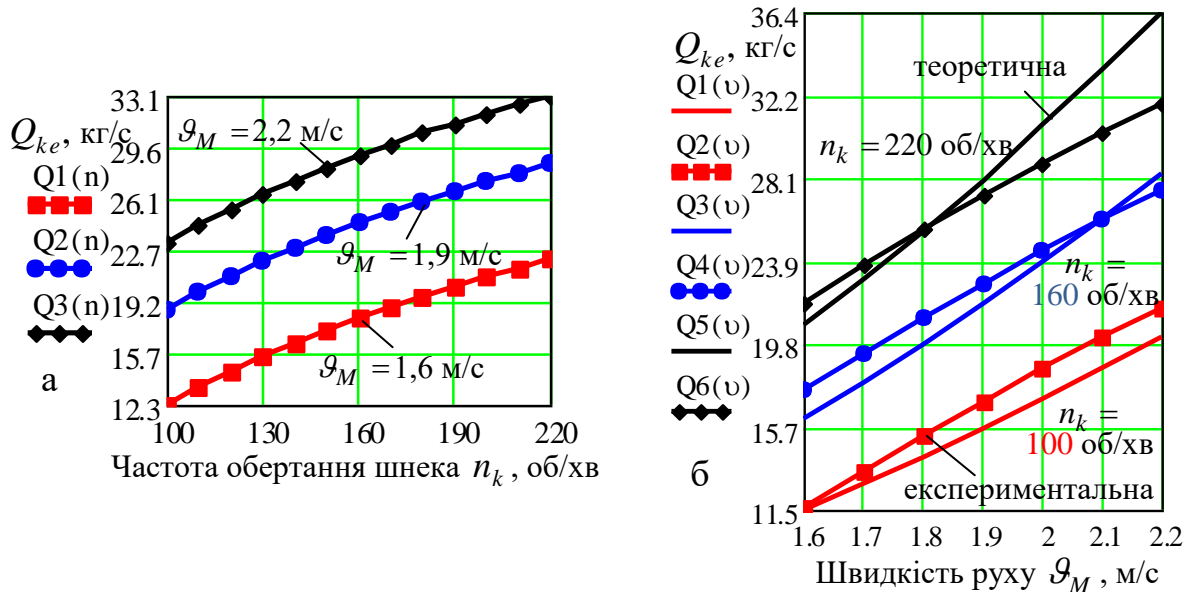 Q_ke, кг/с
Q1(n)
Q2(n)
Q3(n)
а
33.1
29.6
26.1
22.7
19.2
15.7
12.3
ϑ_M = 2,2 м/с
ϑ_M = 1,9 м/с
ϑ_M = 1,6 м/с
100 130 160 190 220
Частота обертання шнека n_k, об/хв
Q_ke, кг/с
Q1(υ)
Q2(υ)
Q3(υ)
Q4(υ)
Q5(υ)
Q6(υ)
б
36.4
32.2
28.1
23.9
19.8
15.7
11.5
теоретична
n_k = 220 об/хв
n_k =
160 об/хв
n_k =
100 об/хв
експериментальна
1.6 1.7 1.8 1.9 2 2.1 2.2
Швидкість руху ϑ_M, м/с